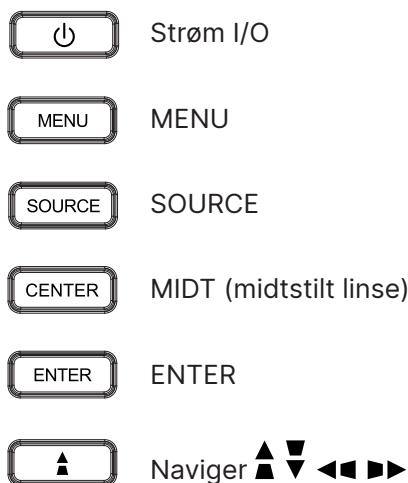 Strøm I/O
MENU MENU
SOURCE SOURCE
CENTER MIDT (midtstilt linse)
ENTER ENTER
Naviger